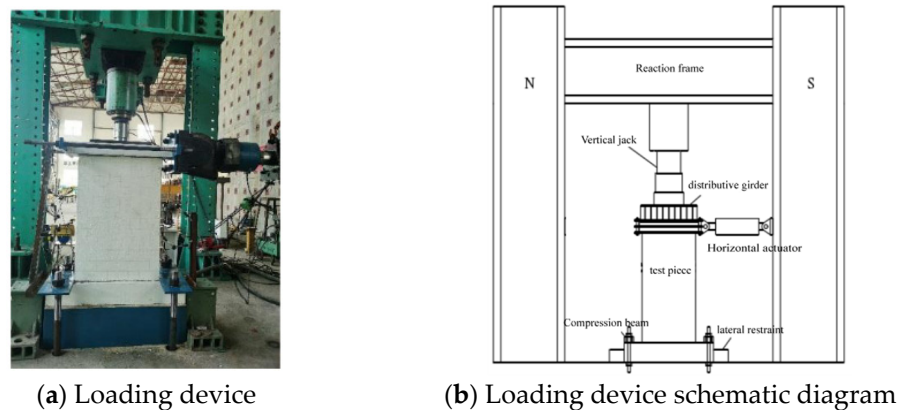 Reaction frame
N
S
Vertical jack
distributive girder
Horizontal actuator
test piece
Compression beam
lateral restraint
(a) Loading device
(b) Loading device schematic diagram